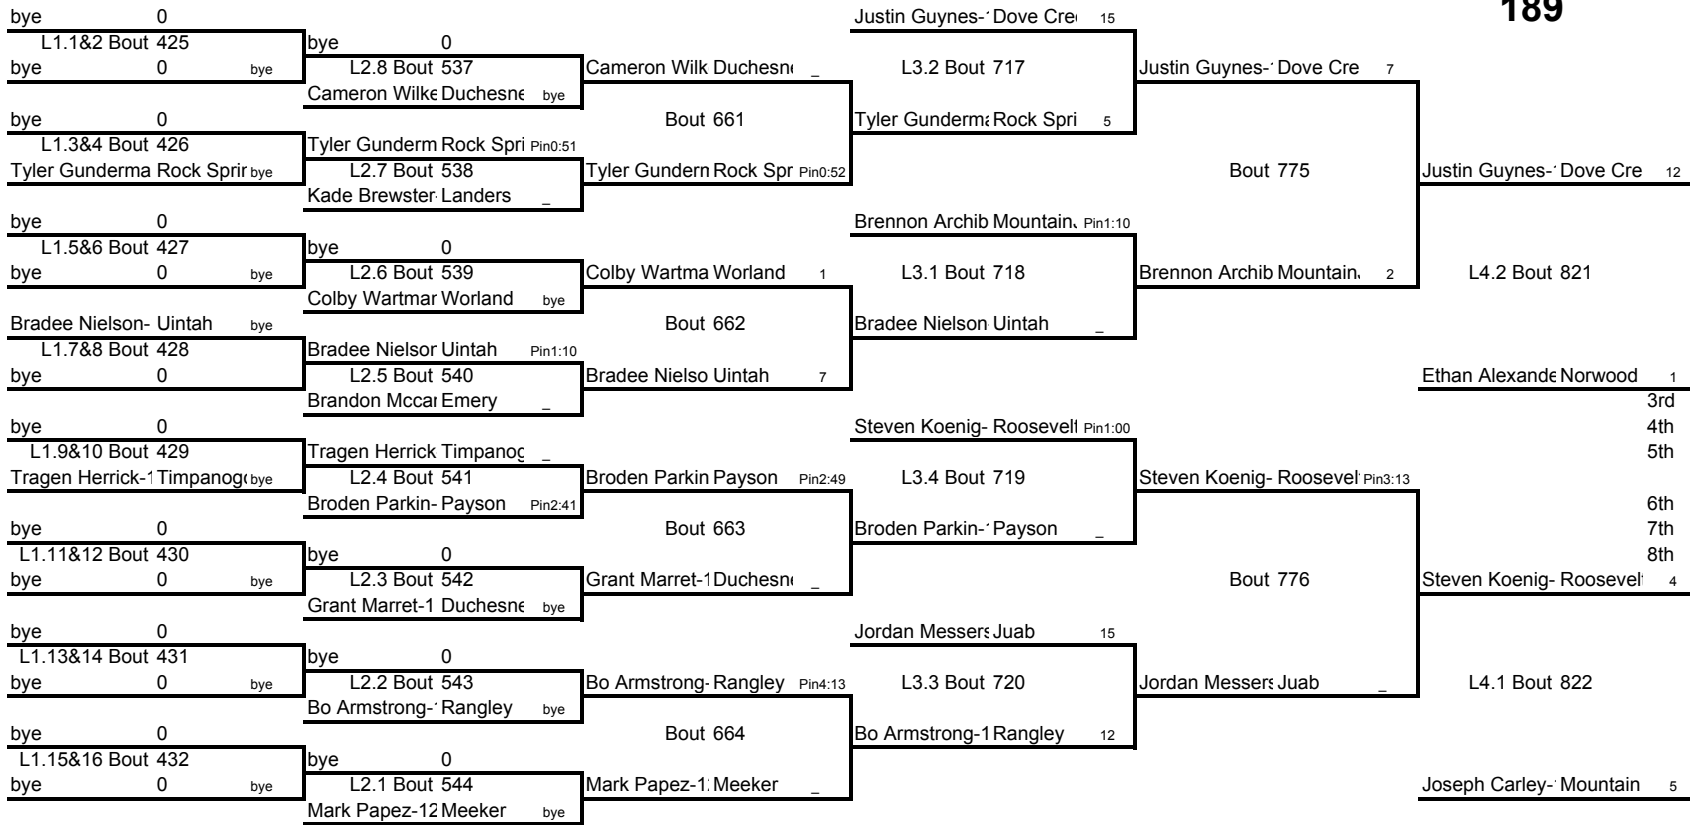 189
bye 0
L1.1&2 Bout 425
bye 0 bye
bye 0
L1.3&4 Bout 426
Tyler Gunderma Rock Sprin bye
bye 0
L1.5&6 Bout 427
bye 0 bye
Bradee Nielson- Uintah bye
L1.7&8 Bout 428
bye 0
bye 0
L1.9&10 Bout 429
Tragen Herrick-1 Timpanogo bye
bye 0
L1.11&12 Bout 430
bye 0 bye
bye 0
L1.13&14 Bout 431
bye 0 bye
bye 0
L1.15&16 Bout 432
bye 0 bye
bye 0
L2.8 Bout 537
Cameron Wilke Duchesne bye
Tyler Gunderm Rock Spri Pin0:51
L2.7 Bout 538
Kade Brewster- Landers _
bye 0
L2.6 Bout 539
Colby Wartmar Worland bye
Bradee Nielsor Uintah Pin1:10
L2.5 Bout 540
Brandon Mccar Emery _
Tragen Herrick Timpanog _
L2.4 Bout 541
Broden Parkin- Payson Pin2:41
bye 0
L2.3 Bout 542
Grant Marret-1 Duchesne bye
bye 0
L2.2 Bout 543
Bo Armstrong-1 Rangley bye
bye 0
L2.1 Bout 544
Mark Papez-12 Meeker bye
Cameron Wilk Duchesne _
Bout 661
Tyler Gundern Rock Spr Pin0:52
Colby Wartma Worland 1
Bout 662
Bradee Nielso Uintah 7
Broden Parkin Payson Pin2:49
Bout 663
Grant Marret-1 Duchesne _
Bo Armstrong- Rangley Pin4:13
Bout 664
Mark Papez-1 Meeker _
Justin Guynes-1 Dove Cre 15
L3.2 Bout 717
Tyler Gunderma Rock Spri 5
Brennon Archib Mountain Pin1:10
L3.1 Bout 718
Bradee Nielson Uintah _
Steven Koenig- Roosevelt Pin1:00
L3.4 Bout 719
Broden Parkin-1 Payson _
Jordan Messers Juab 15
L3.3 Bout 720
Bo Armstrong-1 Rangley 12
Justin Guynes-1 Dove Cre 7
Bout 775
Brennon Archib Mountain 2
Steven Koenig- Roosevel Pin3:13
Bout 776
Jordan Messers Juab _
Justin Guynes-1 Dove Cre 12
L4.2 Bout 821
Ethan Alexande Norwood 1
3rd
4th
5th
6th
7th
8th
Steven Koenig- Roosevelt 4
L4.1 Bout 822
Joseph Carley-1 Mountain 5